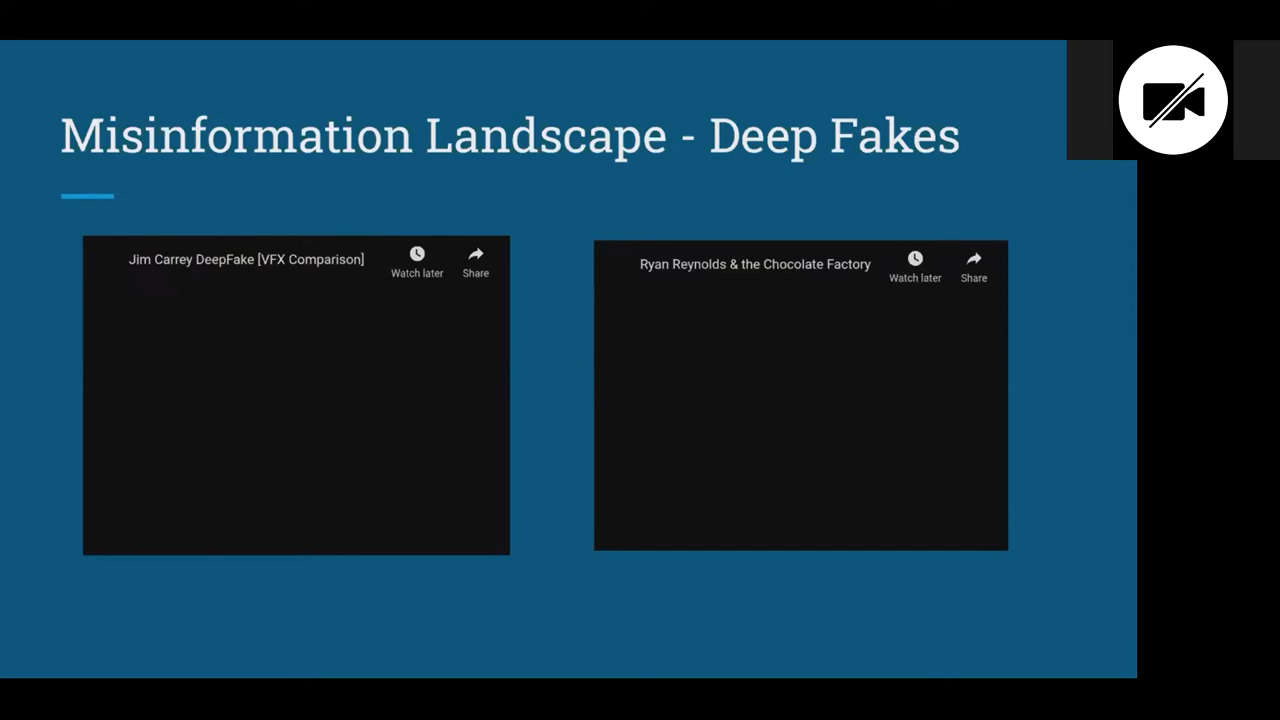 Misinformation Landscape - Deep Fakes
Jim Carrey DeepFake [VFX Comparison]
Watch later
Share
Ryan Reynolds & the Chocolate Factory
Watch later
Share